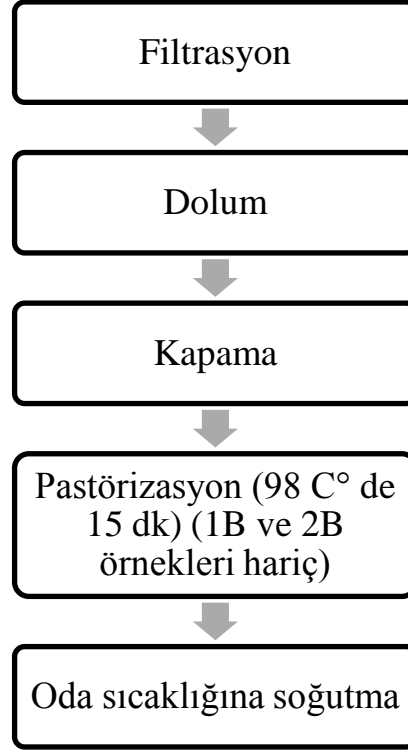 Filtrasyon
Dolum
Kapama
Pastörizasyon (98 C° de
15 dk) (1B ve 2B
örnekleri hariç)
Oda sıcaklığına soğutma